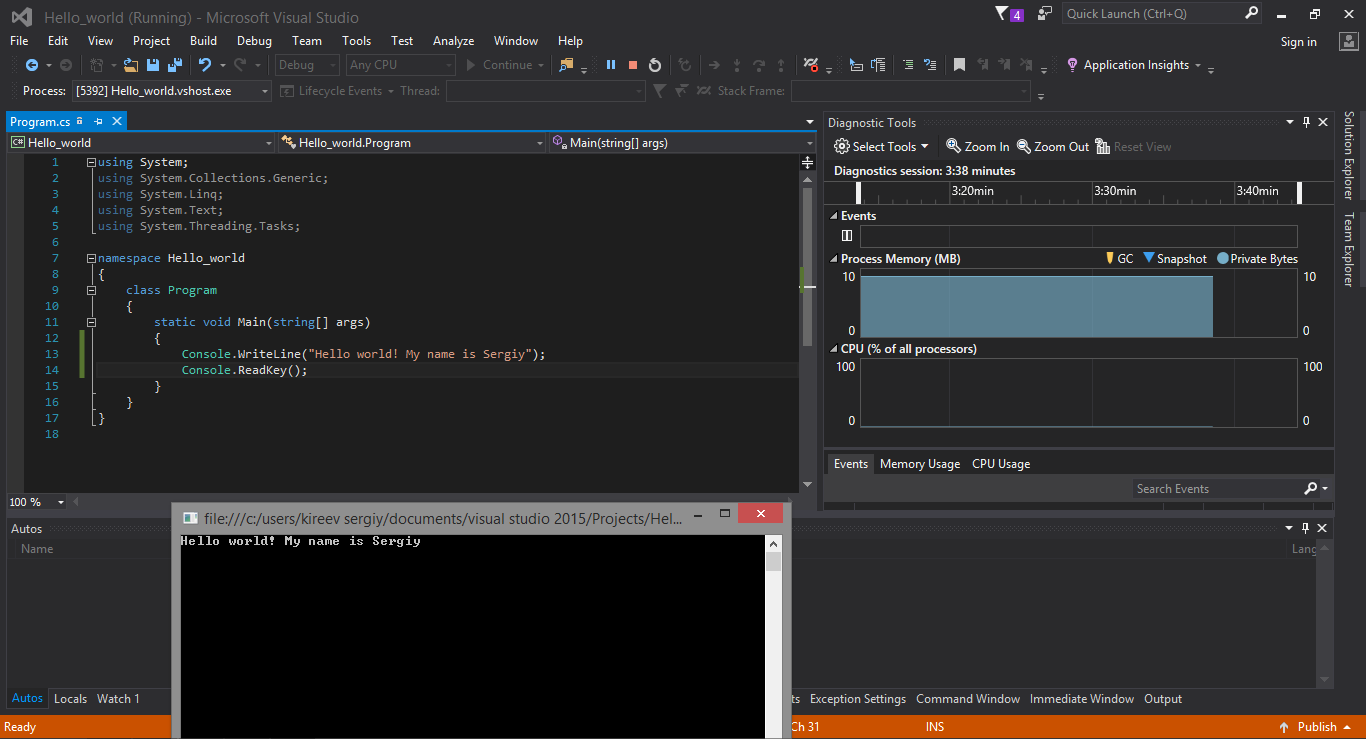 Hello_world (Running) - Microsoft Visual Studio
4
Quick Launch (Ctrl+Q)
File Edit View Project Build Debug Team Tools Test Analyze Window Help
Sign in
Debug Any CPU Continue Application Insights
Process: [5392] Hello_world.vshost.exe Lifecycle Events Thread: Stack Frame:
Program.cs
C# Hello_world Hello_world.Program Main(string[] args)
1 using System;
2 using System.Collections.Generic;
3 using System.Linq;
4 using System.Text;
5 using System.Threading.Tasks;
6
7 namespace Hello_world
8 {
9 class Program
10 {
11 static void Main(string[] args)
12 {
13 Console.WriteLine("Hello world! My name is Sergiy");
14 Console.ReadKey();
15 }
16 }
17 }
18
100 %
Diagnostic Tools
Select Tools Zoom In Zoom Out Reset View
Diagnostics session: 3:38 minutes
3:20min 3:30min 3:40min
Events
Process Memory (MB) GC Snapshot Private Bytes
10 10
0 0
CPU (% of all processors)
100 100
0 0
Events Memory Usage CPU Usage
Search Events
Solution Explorer
Team Explorer
Autos
Name
Lang
file:///c:/users/kireev sergiy/documents/visual studio 2015/Projects/Hel...
Hello world! My name is Sergiy
Autos Locals Watch 1
ts Exception Settings Command Window Immediate Window Output
Ready Ch 31 INS Publish